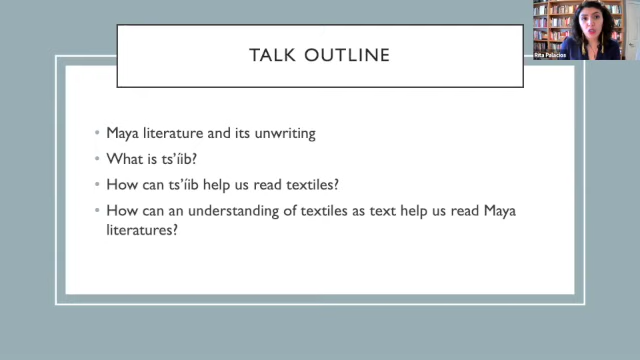 TALK OUTLINE
Rita Palacios
• Maya literature and its unwriting
• What is ts'íib?
• How can ts'íib help us read textiles?
• How can an understanding of textiles as text help us read Maya
literatures?